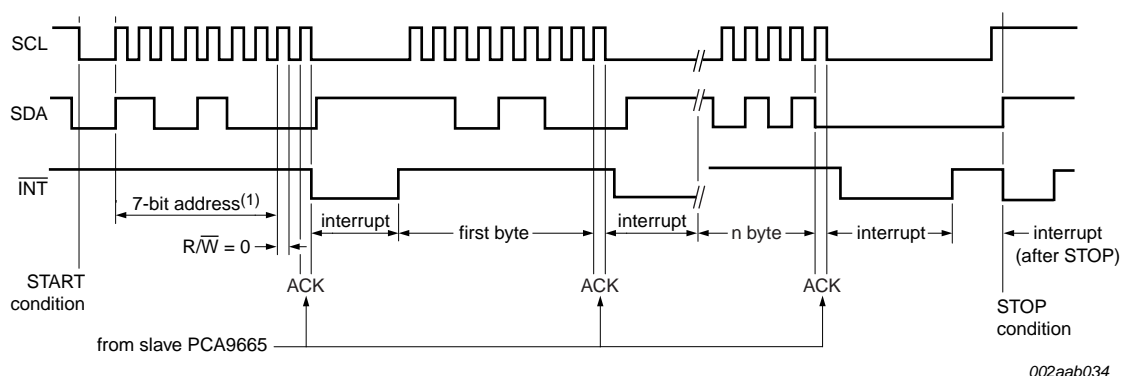 SCL
SDA
INT
7-bit address(1)
interrupt
first byte
interrupt
n byte
interrupt
interrupt
(after STOP)
R/W = 0
START
condition
ACK
ACK
ACK
STOP
condition
from slave PCA9665
002aab034